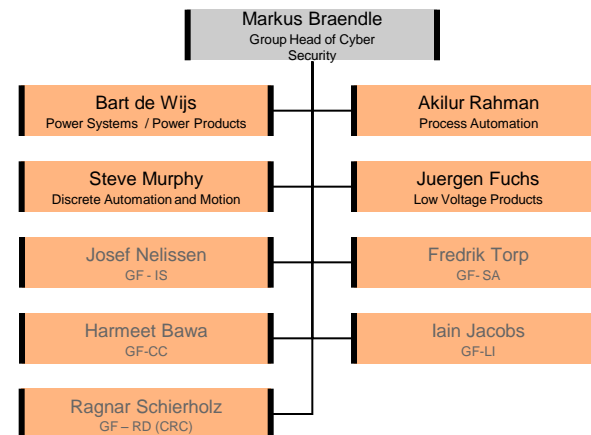 Markus Braendle
Group Head of Cyber
Security
Bart de Wijs
Power Systems / Power Products
Akilur Rahman
Process Automation
Steve Murphy
Discrete Automation and Motion
Juergen Fuchs
Low Voltage Products
Josef Nelissen
GF - IS
Fredrik Torp
GF- SA
Harmeet Bawa
GF-CC
Iain Jacobs
GF-LI
Ragnar Schierholz
GF – RD (CRC)